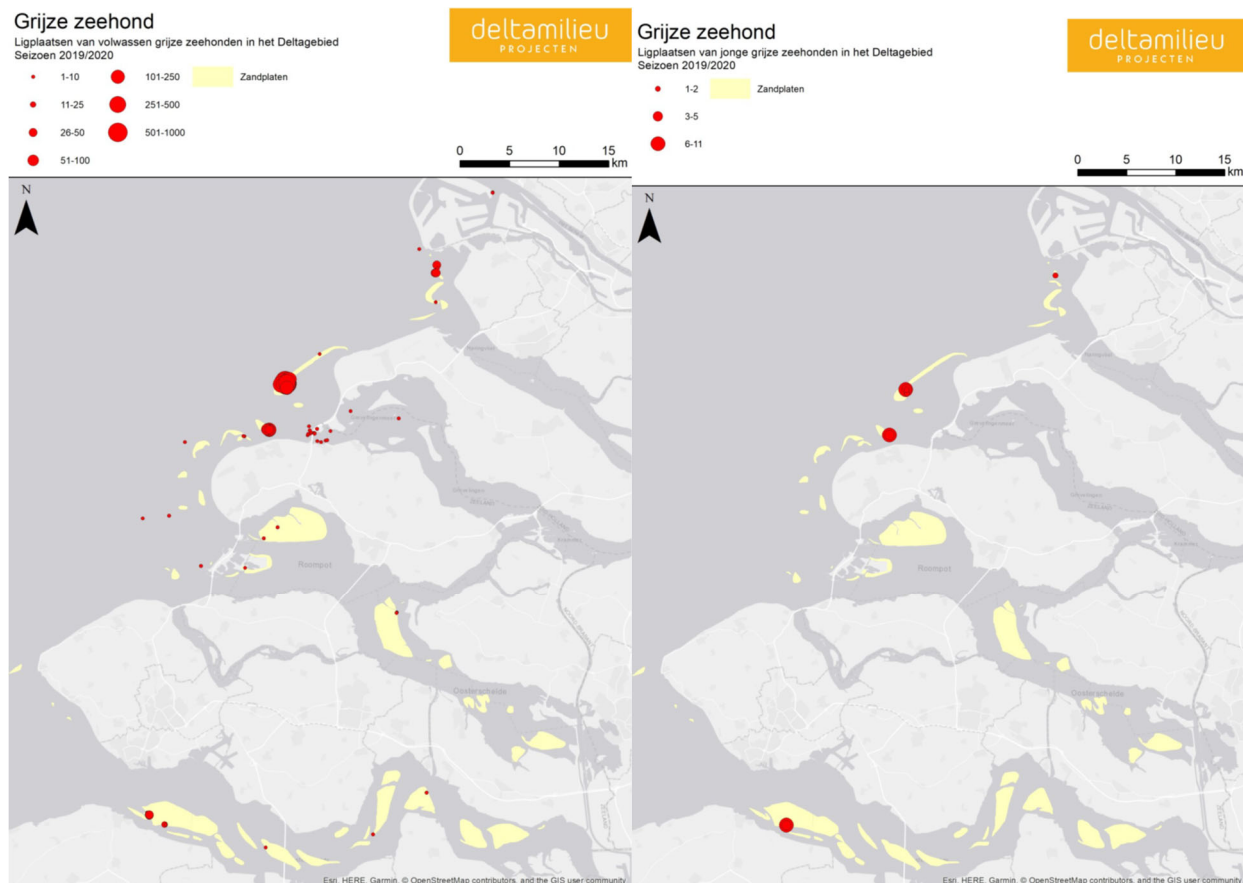 Grijze zeehond
Ligplaatsen van volwassen grijze zeehonden in het Deltagebied
Seizoen 2019/2020
1-10
101-250
Zandplaten
11-25
251-500
26-50
501-1000
51-100
deltamilieu
PROJECTEN
0 5 10 15
km
N
Roompot
Oosterschelde
Esri, HERE, Garmin, © OpenStreetMap contributors, and the GIS user community
Grijze zeehond
Ligplaatsen van jonge grijze zeehonden in het Deltagebied
Seizoen 2019/2020
1-2
Zandplaten
3-5
6-11
deltamilieu
PROJECTEN
0 5 10 15
km
N
Roompot
Oosterschelde
Esri, HERE, Garmin, © OpenStreetMap contributors, and the GIS user community